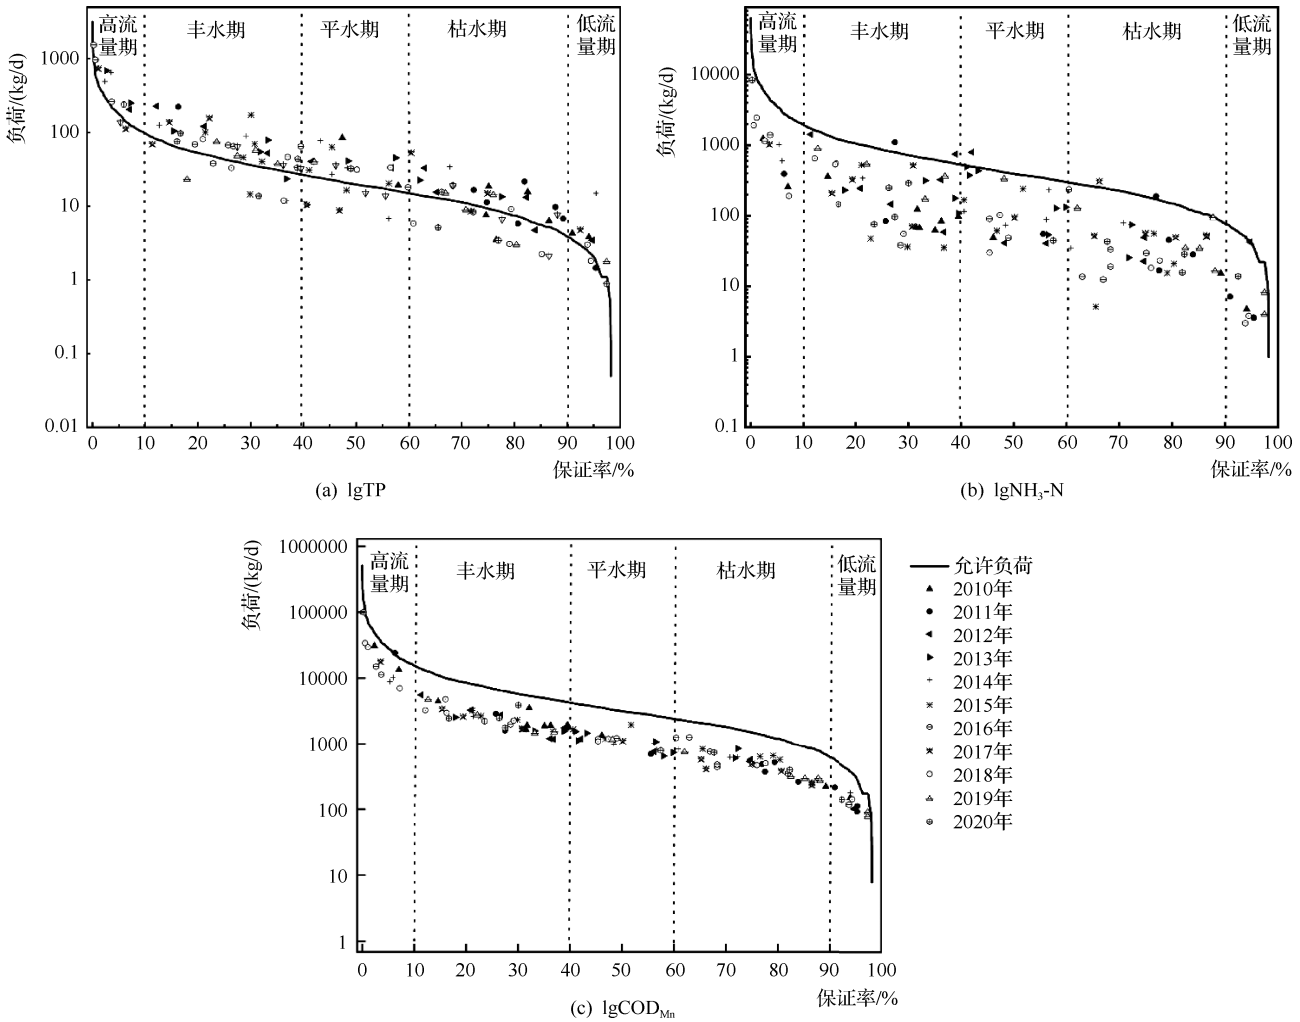 高流
量期
丰水期
平水期
枯水期
低流
量期
1000
100
10
1
0.1
0.01
负荷/(kg/d)
0 10 20 30 40 50 60 70 80 90 100
保证率/%
(a) lgTP
高流
量期
丰水期
平水期
枯水期
低流
量期
10000
1000
100
10
1
0.1
负荷/(kg/d)
0 10 20 30 40 50 60 70 80 90 100
保证率/%
(b) lgNH₃-N
高流
量期
丰水期
平水期
枯水期
低流
量期
1000000
100000
10000
1000
100
10
1
负荷/(kg/d)
0 10 20 30 40 50 60 70 80 90 100
保证率/%
(c) lgCODMn
允许负荷
2010年
2011年
2012年
2013年
2014年
2015年
2016年
2017年
2018年
2019年
2020年